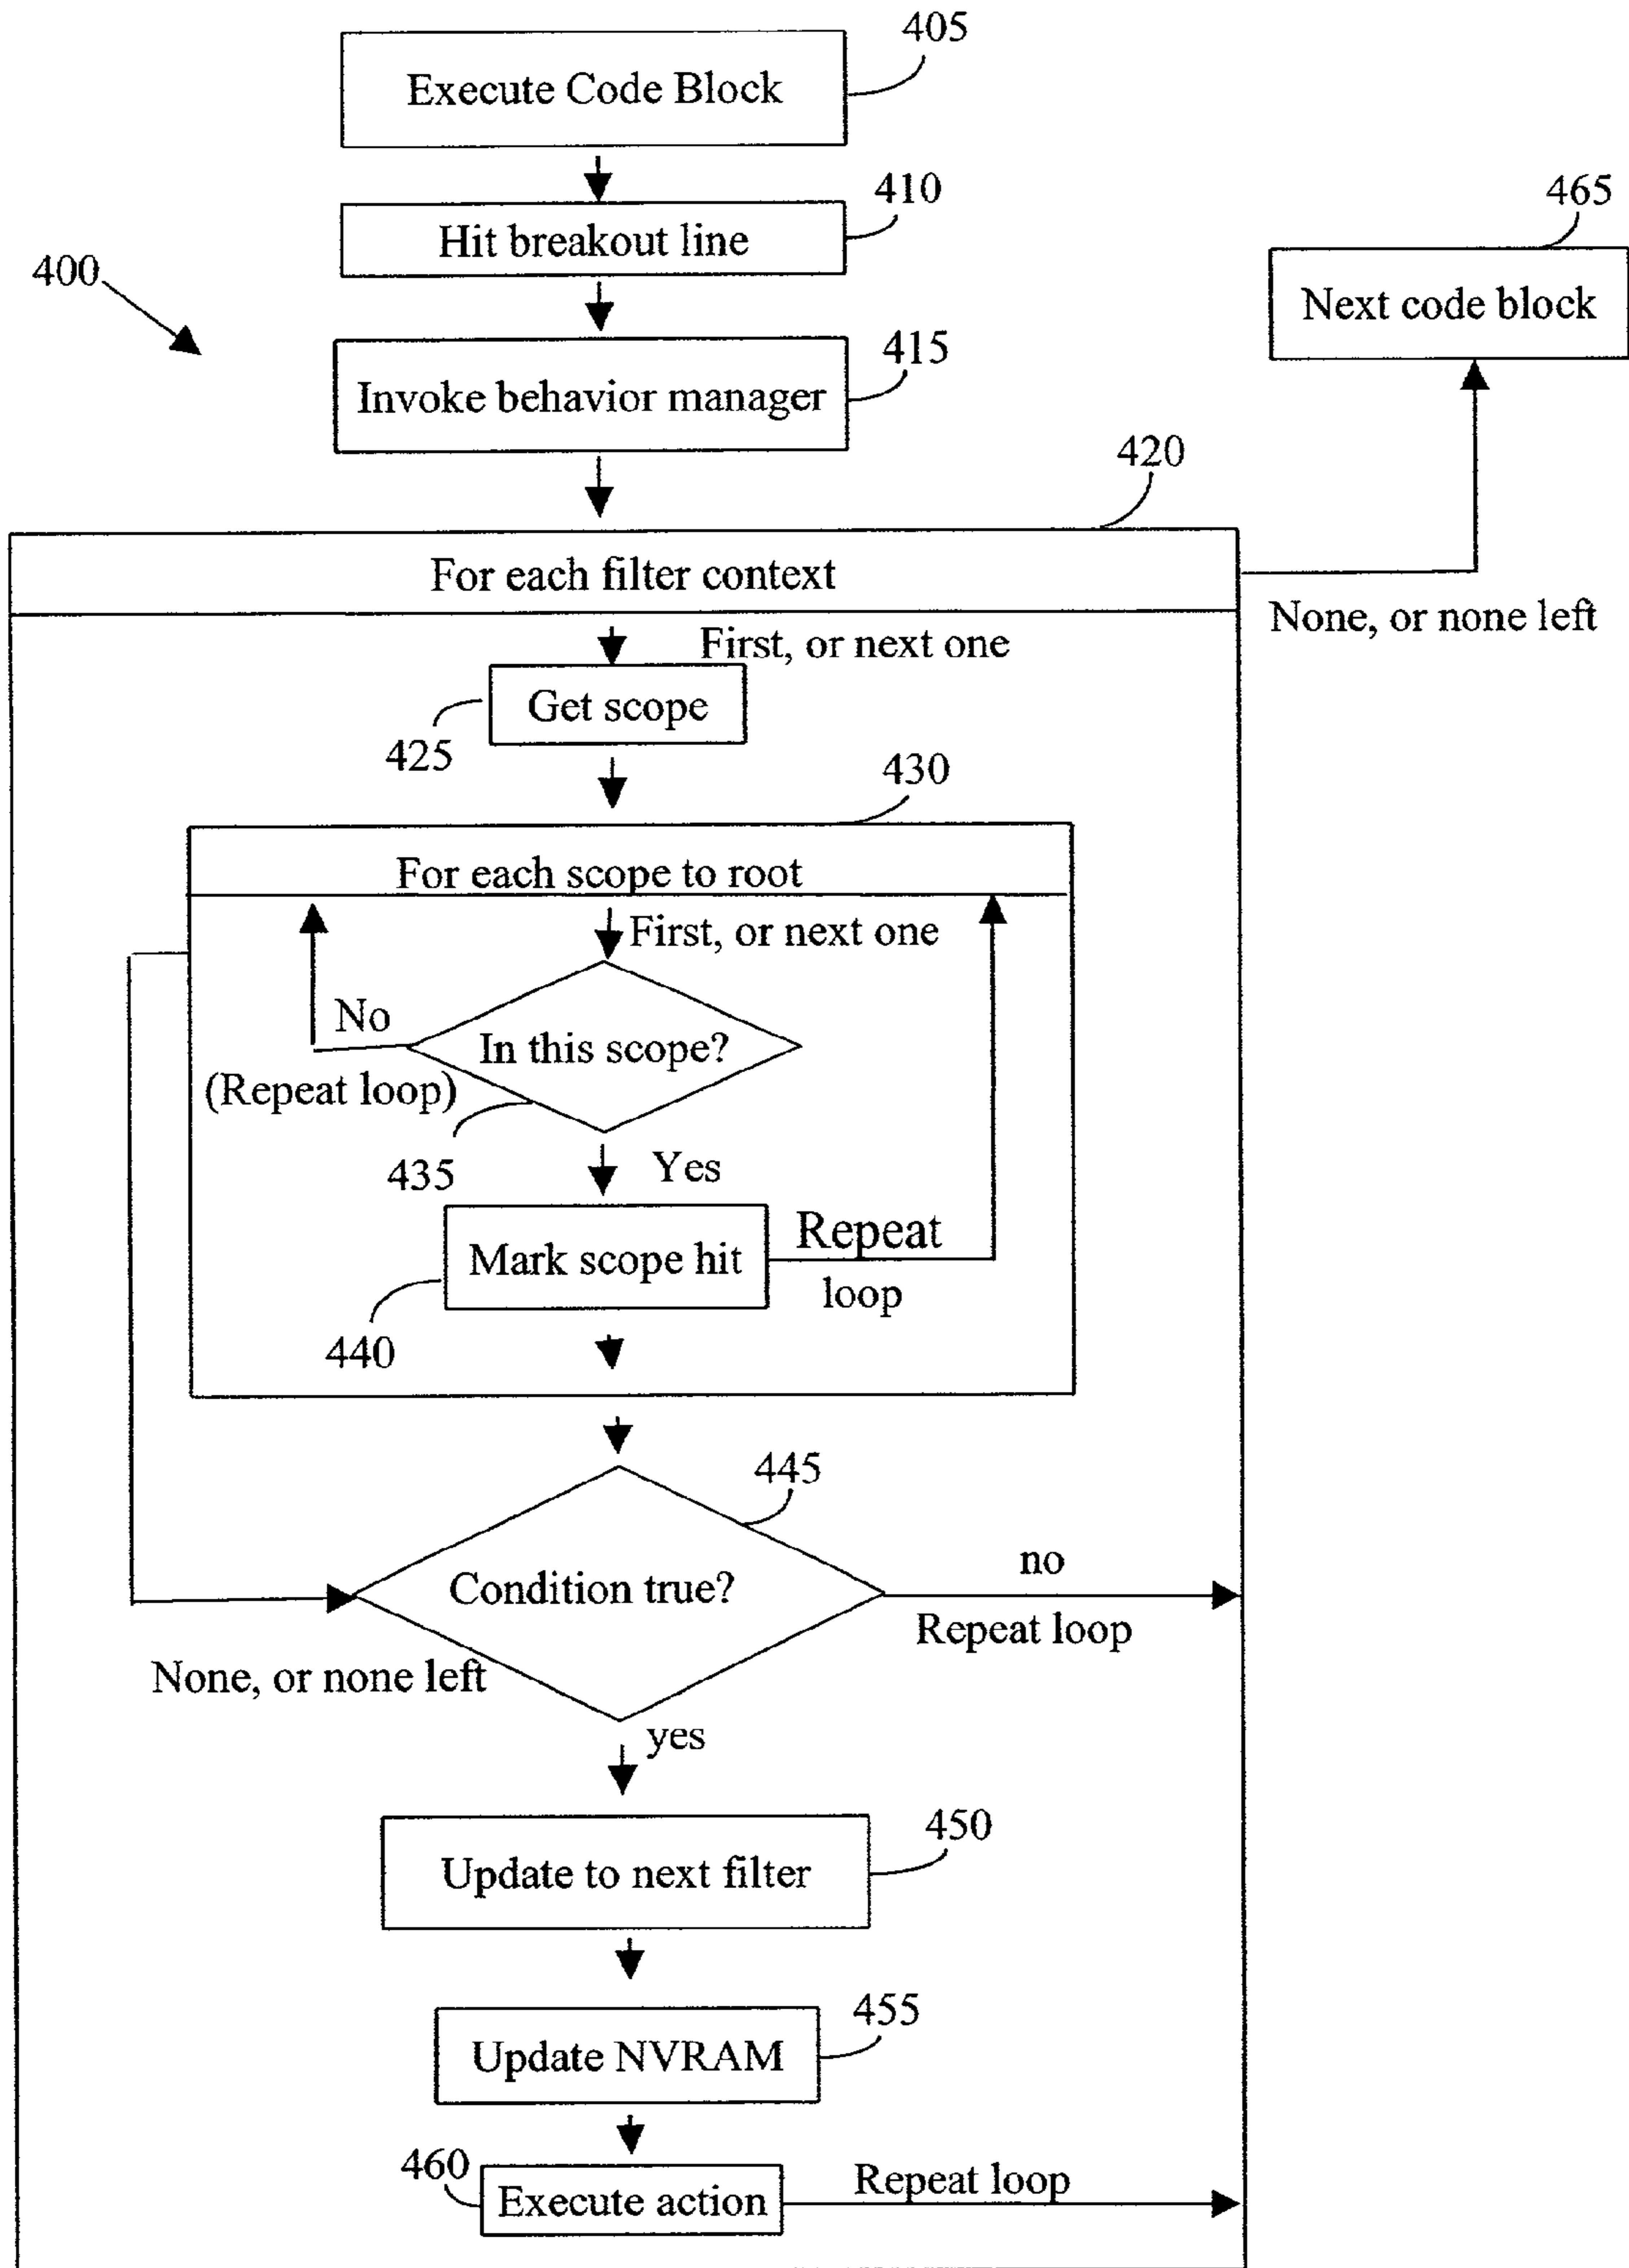 405
Execute Code Block
410
Hit breakout line
465
Next code block
400
415
Invoke behavior manager
420
For each filter context
None, or none left
First, or next one
Get scope
425
430
For each scope to root
First, or next one
No
In this scope?
(Repeat loop)
435
Yes
Mark scope hit
Repeat
loop
440
445
Condition true?
no
Repeat loop
None, or none left
yes
450
Update to next filter
455
Update NVRAM
460
Execute action
Repeat loop